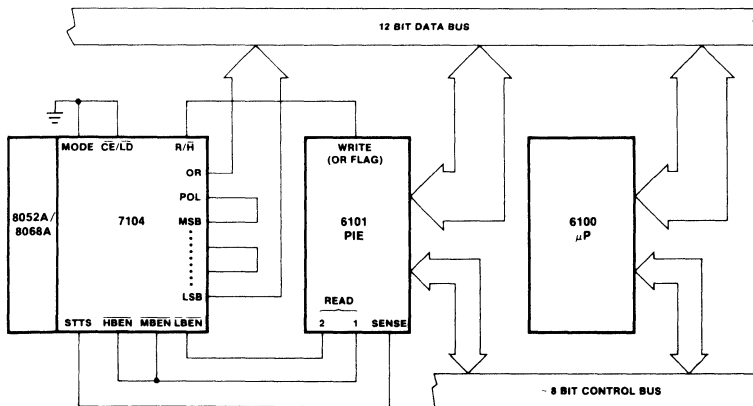 12 BIT DATA BUS
MODE CE/LD R/H
WRITE
(OR FLAG)
OR
POL
MSB
LSB
8052A/
8068A
7104
6101
PIE
6100
µP
READ
2 1 SENSE
STTS HBEN MBEN LBEN
~ 8 BIT CONTROL BUS